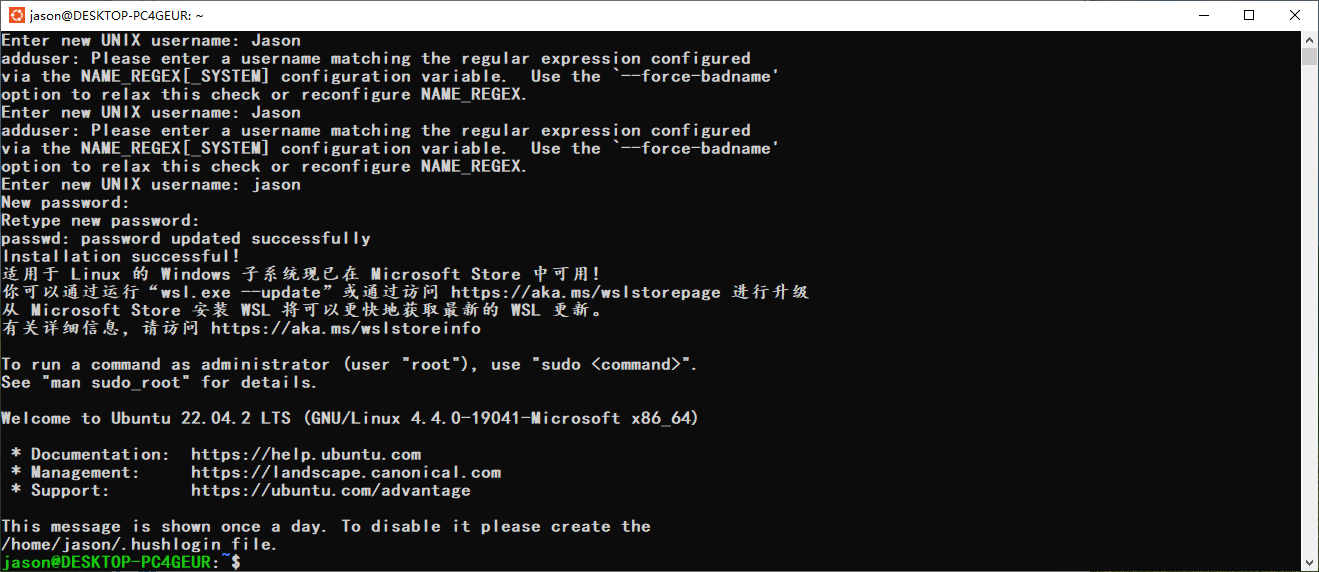 jason@DESKTOP-PC4GEUR: ~
Enter new UNIX username: Jason
adduser: Please enter a username matching the regular expression configured
via the NAME_REGEX[_SYSTEM] configuration variable.  Use the `--force-badname'
option to relax this check or reconfigure NAME_REGEX.
Enter new UNIX username: Jason
adduser: Please enter a username matching the regular expression configured
via the NAME_REGEX[_SYSTEM] configuration variable.  Use the `--force-badname'
option to relax this check or reconfigure NAME_REGEX.
Enter new UNIX username: jason
New password:
Retype new password:
passwd: password updated successfully
Installation successful!
适用于 Linux 的 Windows 子系统现已在 Microsoft Store 中可用!
你可以通过运行“wsl.exe --update”或通过访问 https://aka.ms/wslstorepage 进行升级
从 Microsoft Store 安装 WSL 将可以更快地获取最新的 WSL 更新。
有关详细信息，请访问 https://aka.ms/wslstoreinfo
To run a command as administrator (user "root"), use "sudo <command>".
See "man sudo_root" for details.
Welcome to Ubuntu 22.04.2 LTS (GNU/Linux 4.4.0-19041-Microsoft x86_64)
* Documentation:  https://help.ubuntu.com
* Management:     https://landscape.canonical.com
* Support:        https://ubuntu.com/advantage
This message is shown once a day. To disable it please create the
/home/jason/.hushlogin file.
jason@DESKTOP-PC4GEUR:~$